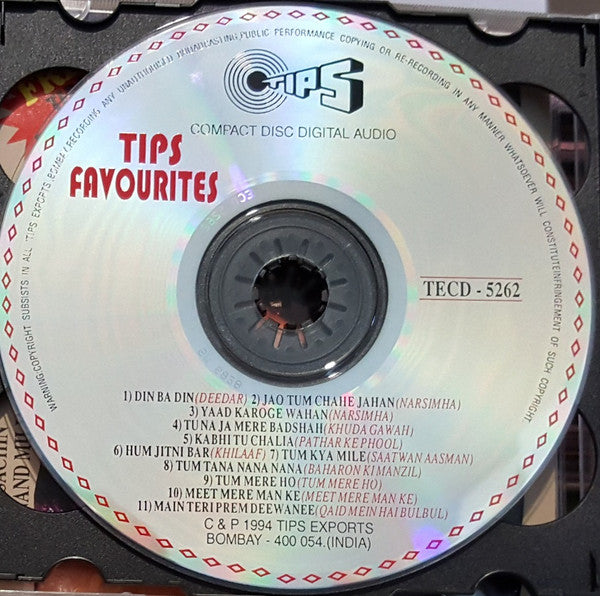 WARNING:COPYRIGHT SUBSISTS IN ALL TIPS EXPORTS, BOMBAY RECORDING ANY UNAUTHORISED BROADCASTING, PUBLIC PERFORMANCE COPYING OR RE-RECORDING IN ANY MANNER WHATSOEVER WILL CONSTITUTE INFRINGEMENT OF SUCH COPYRIGHT.
TIPS
COMPACT DISC DIGITAL AUDIO
TIPS
FAVOURITES
TECD - 5262
1) DIN BA DIN (DEEDAR) 2) JAO TUM CHAHE JAHAN (NARSIMHA)
3) YAAD KAROGE WAHAN (NARSIMHA)
4) TU NA JA MERE BADSHAH (KHUDA GAWAH)
5) KABHI TU CHALIA (PATHAR KE PHOOL)
6) HUM JITNI BAR (KHILAAF) 7) TUM KYA MILE (SAATWAN AASMAN)
8) TUM TANA NANA NANA (BAHARON KI MANZIL)
9) TUM MERE HO (TUM MERE HO)
10) MEET MERE MAN KE (MEET MERE MAN KE)
11) MAIN TERI PREM DEEWANEE (QAID MEIN HAI BULBUL)
C & P 1994 TIPS EXPORTS
BOMBAY - 400 054.(INDIA)
AND